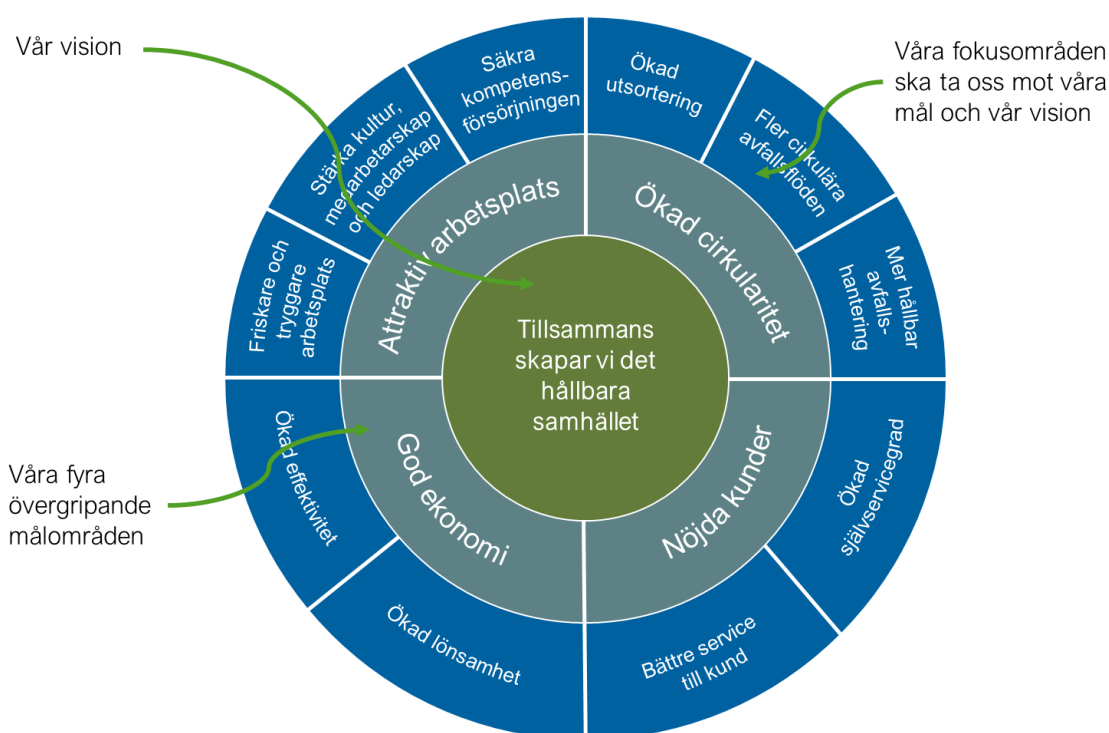 Vår vision
Våra fokusområden
ska ta oss mot våra
mål och vår vision
Våra fyra
övergripande
målområden
Säkra
kompetens-
försörjningen
Ökad
utsortering
Fler cirkulära
avfallsflöden
Mer hållbar
avfalls-
hantering
Ökad
självservicegrad
Bättre service
till kund
Ökad lönsamhet
Ökad effektivitet
Friskare och
tryggare
arbetsplats
Stärka kultur,
medarbetarskap
och ledarskap
Attraktiv arbetsplats
Ökad cirkularitet
Nöjda kunder
God ekonomi
Tillsammans
skapar vi det
hållbara
samhället